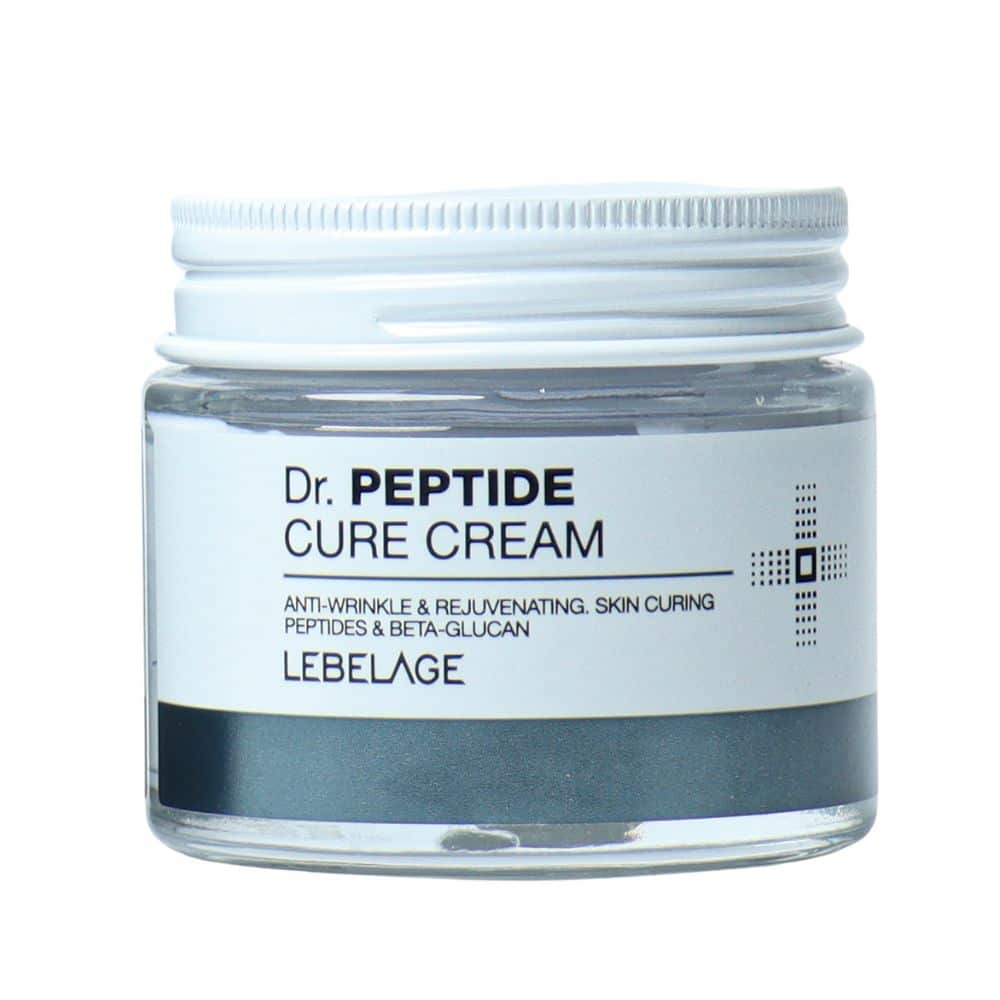 Dr. PEPTIDE
CURE CREAM
ANTI-WRINKLE & REJUVENATING. SKIN CURING
PEPTIDES & BETA-GLUCAN
LEBELAGE